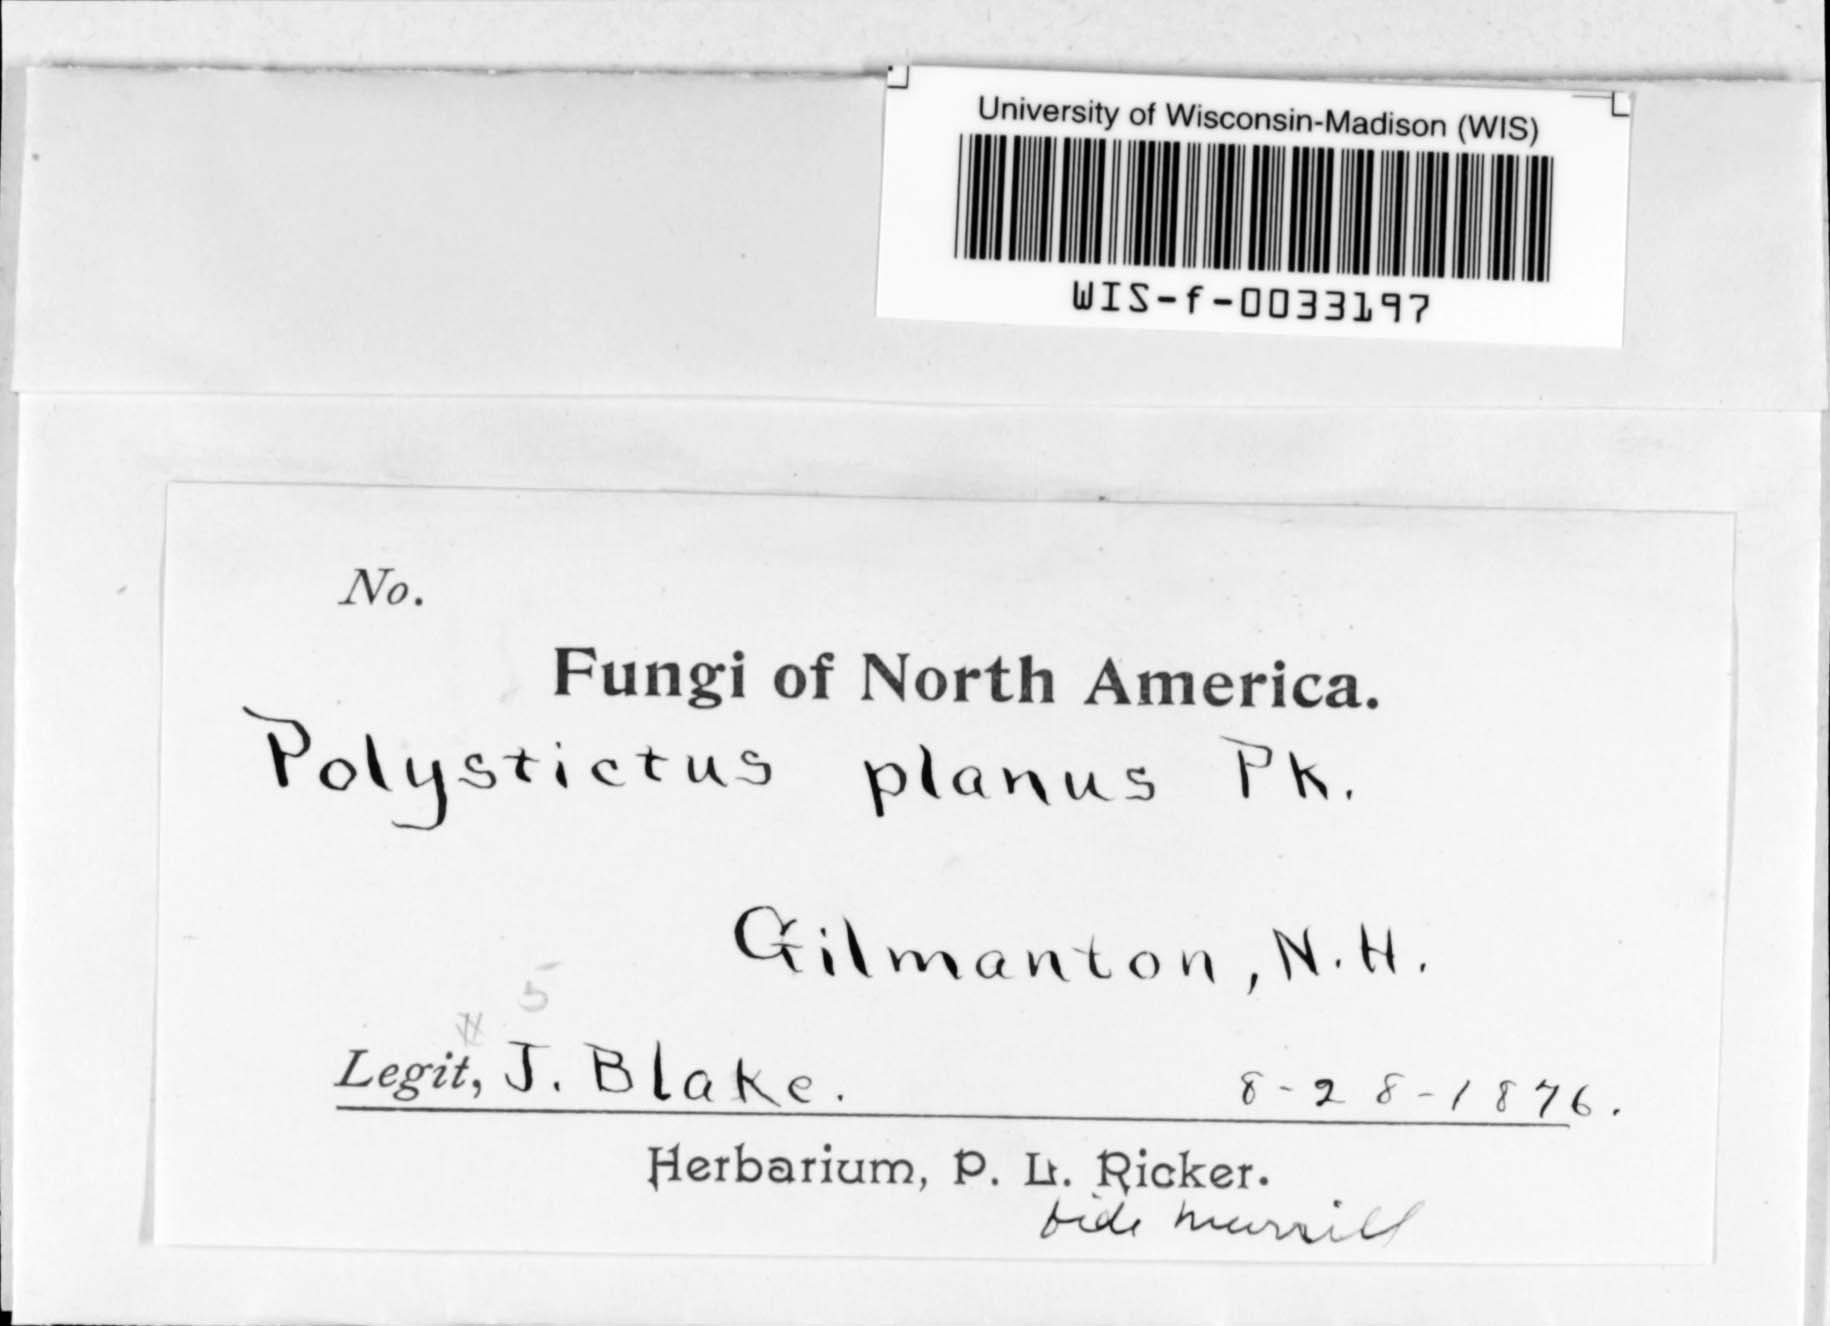 University of Wisconsin-Madison (WIS)
WIS-f-0033197
No.
Fungi of North America.
Polystictus planus Pk.
Gilmanton, N.H.
5
Legit, J. Blake. 8-28-1876.
Herbarium, P. L. Ricker.
fide Murrill